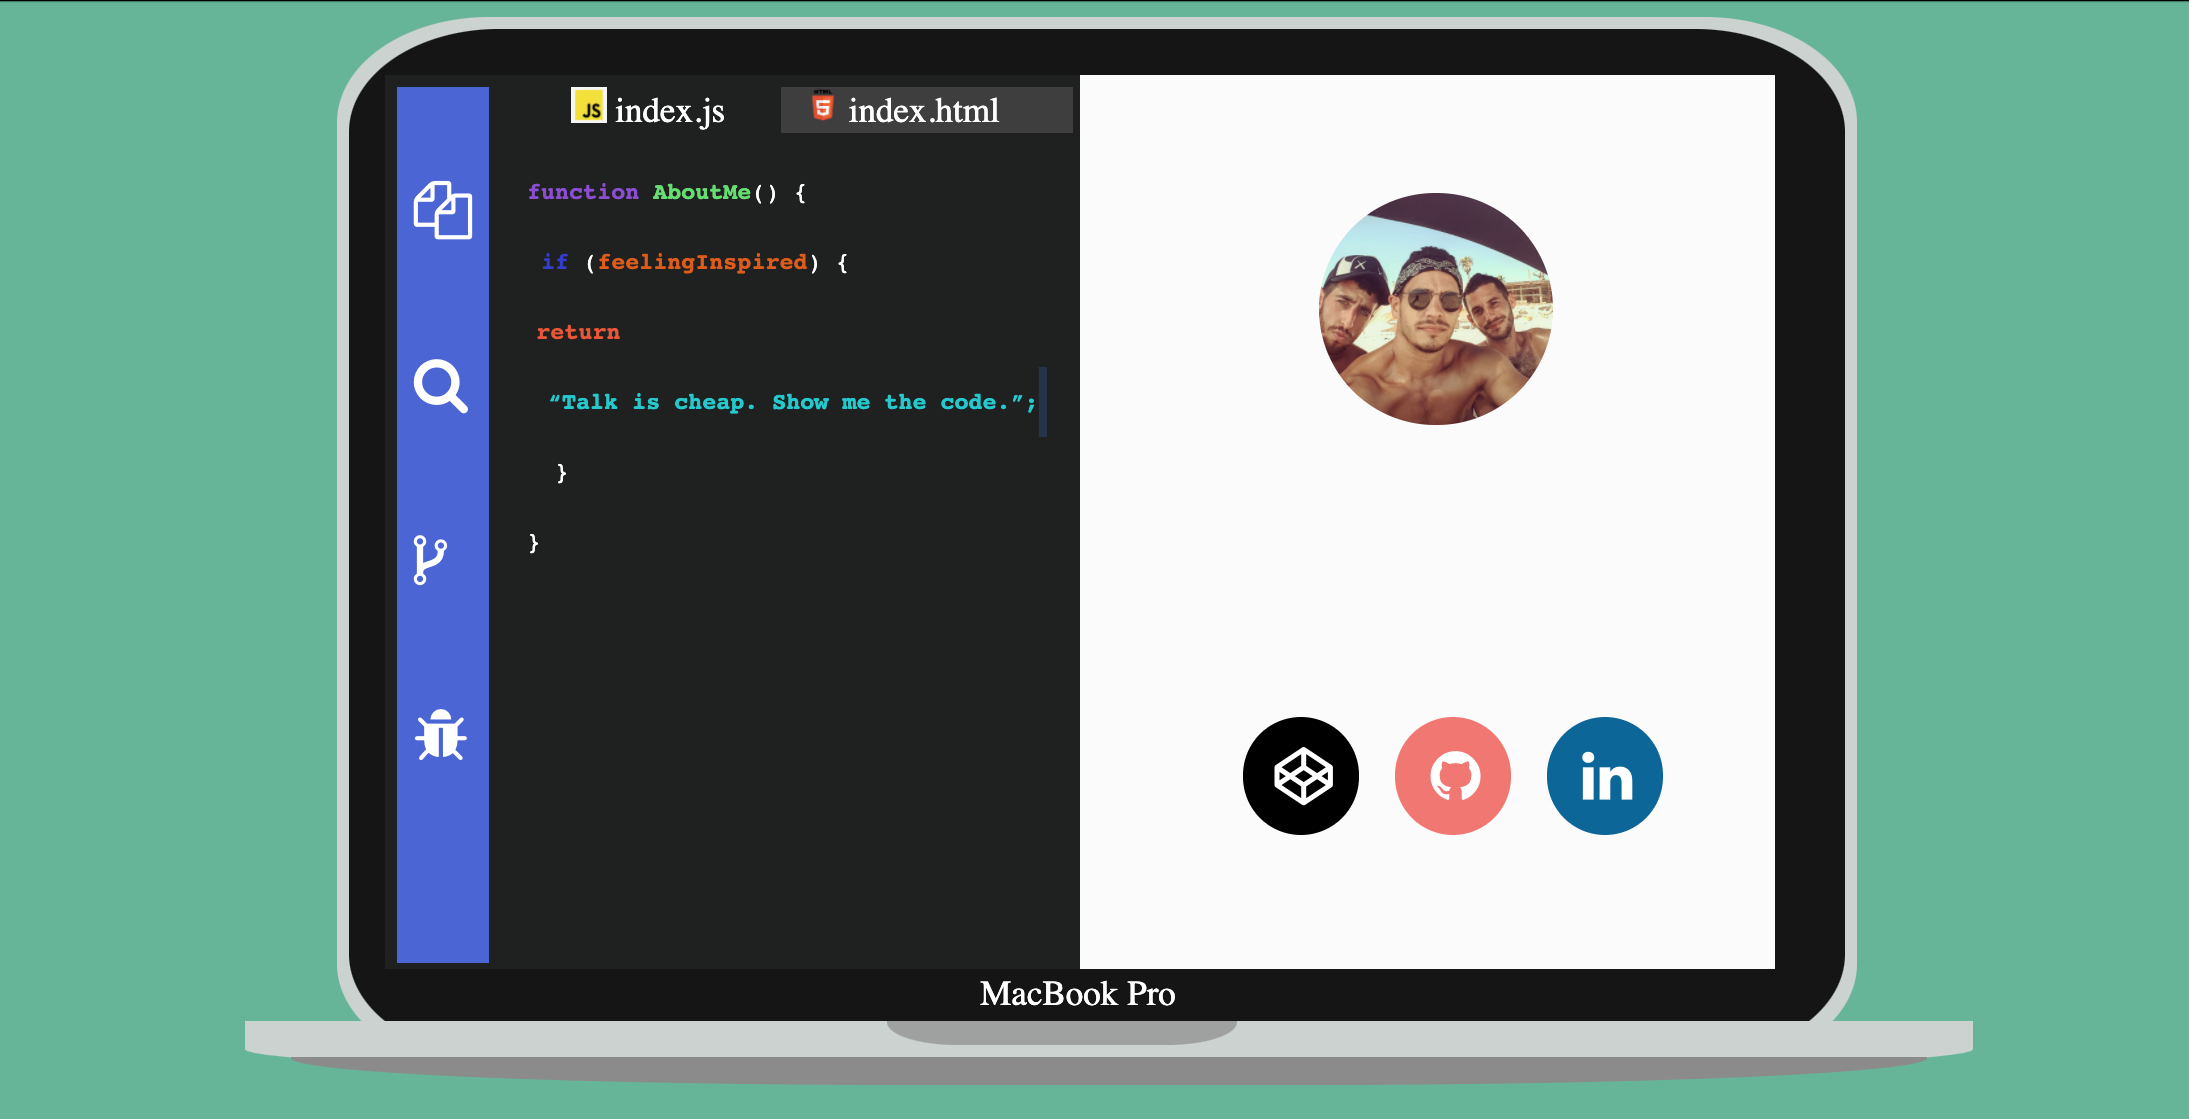 JS index.js
HTML 5 index.html
function AboutMe() {
if (feelingInspired) {
return
“Talk is cheap. Show me the code.”;
}
}
in
MacBook Pro